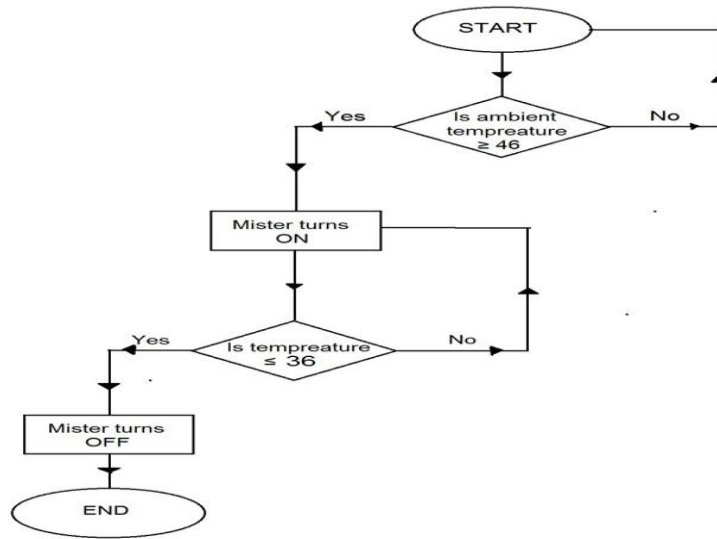 START
Is ambient
tempreature
≥ 46
Yes
No
Mister turns
ON
Is tempreature
≤ 36
Yes
No
Mister turns
OFF
END